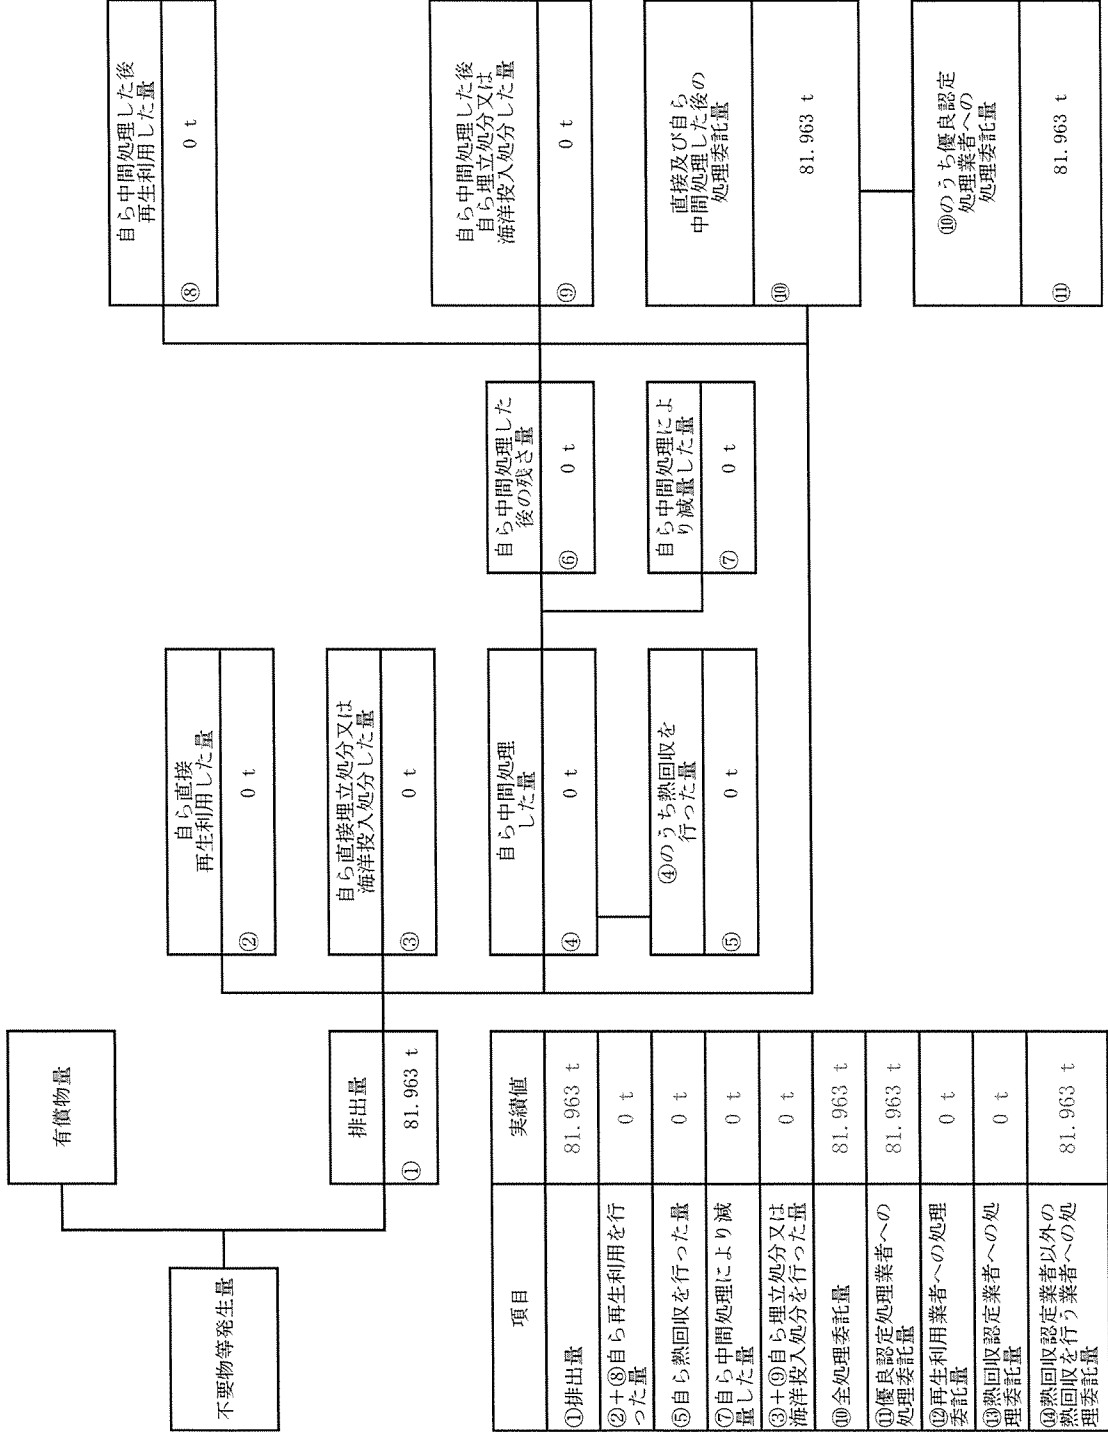 不要物等発生量
有償物量
排出量
① 81.963 t
自ら直接
再生利用した量
② 0 t
自ら直接埋立処分又は
海洋投入処分した量
③ 0 t
自ら中間処理
した量
④ 0 t
④のうち熱回収を
行った量
⑤ 0 t
自ら中間処理した
後の残さ量
⑥ 0 t
自ら中間処理によ
り減量した量
⑦ 0 t
自ら中間処理した後
再生利用した量
⑧ 0 t
自ら中間処理した後
自ら埋立処分又は
海洋投入処分した量
⑨ 0 t
直接及び自ら
中間処理した後の
処理委託量
⑩ 81.963 t
⑩のうち優良認定
処理業者への
処理委託量
⑪ 81.963 t
項目 実績値
①排出量 81.963 t
②+⑧自ら再生利用を行
った量 0 t
⑤自ら熱回収を行った量 0 t
⑦自ら中間処理により減
量した量 0 t
③+⑨自ら埋立処分又は
海洋投入処分を行った量 0 t
⑩全処理委託量 81.963 t
⑪優良認定処理業者への
処理委託量 81.963 t
⑫再生利用業者への処理
委託量 0 t
⑬熱回収認定業者への処
理委託量 0 t
⑭熱回収認定業者以外の
熱回収を行う業者への処
理委託量 81.963 t